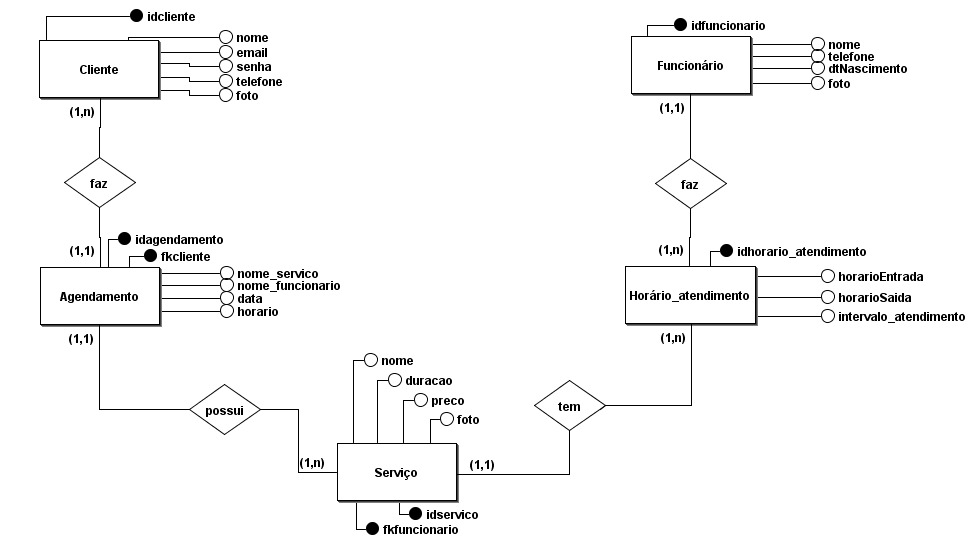 idcliente
nome
email
senha
telefone
foto
Cliente
(1,n)
faz
(1,1)
idagendamento
fkcliente
nome_servico
nome_funcionario
data
horario
Agendamento
(1,1)
possui
(1,n)
nome
duracao
preco
foto
Serviço
idservico
fkfuncionario
(1,1)
tem
(1,n)
idfuncionario
nome
telefone
dtNascimento
foto
Funcionário
(1,1)
faz
(1,n)
idhorario_atendimento
horarioEntrada
horarioSaida
intervalo_atendimento
Horário_atendimento